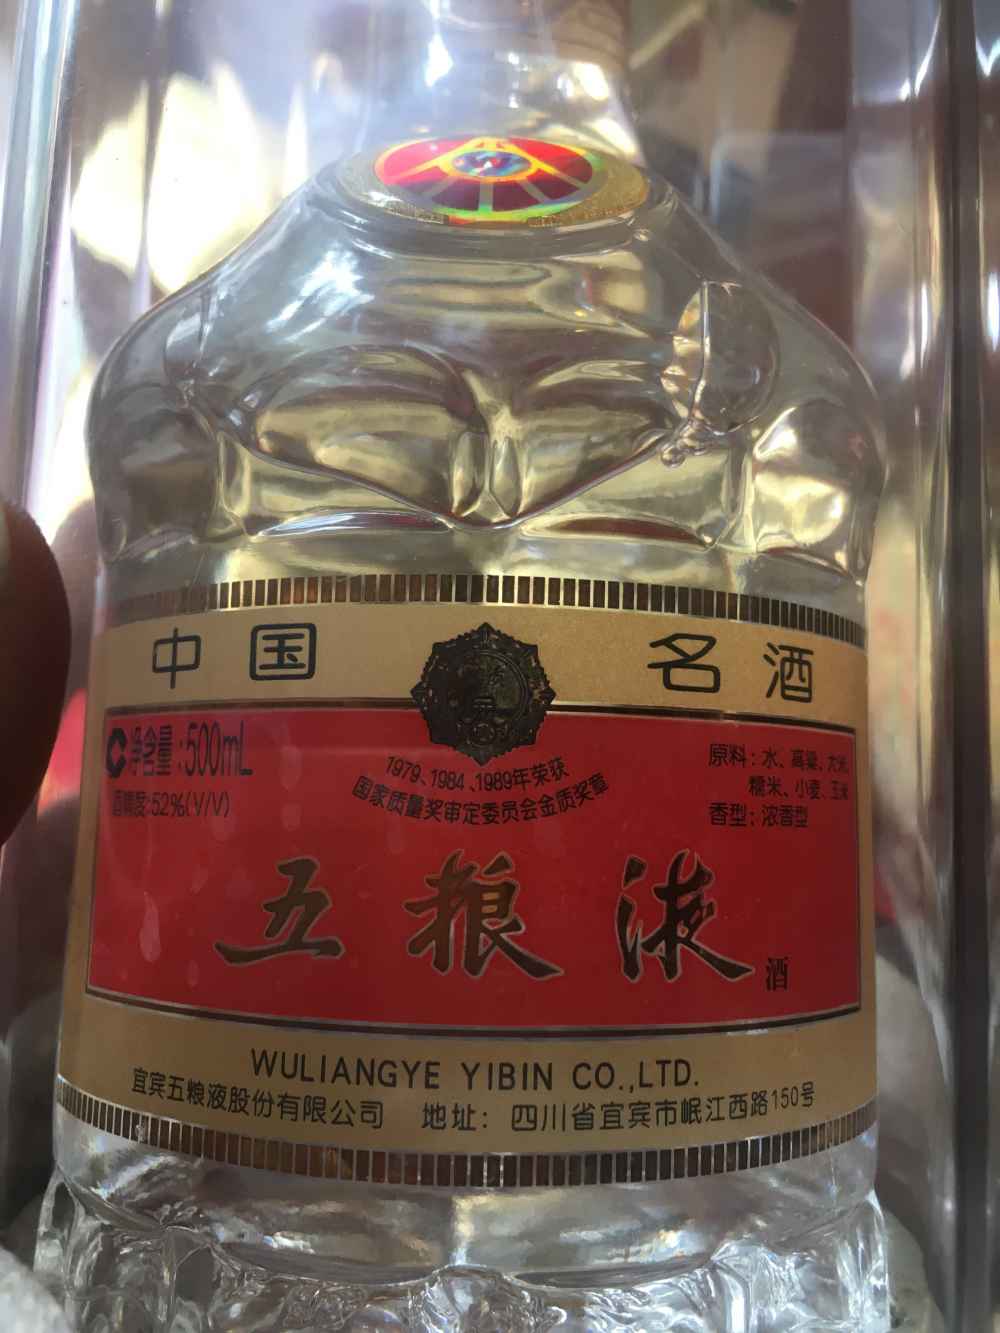 中国 名酒
C净含量:500mL
酒精度:52%(V/V)
1979、1984、1989年荣获
国家质量奖审定委员会金质奖章
原料：水、高粱、大米、
糯米、小麦、玉米
香型：浓香型
五粮液酒
WULIANGYE YIBIN CO.,LTD.
宜宾五粮液股份有限公司 地址：四川省宜宾市岷江西路150号